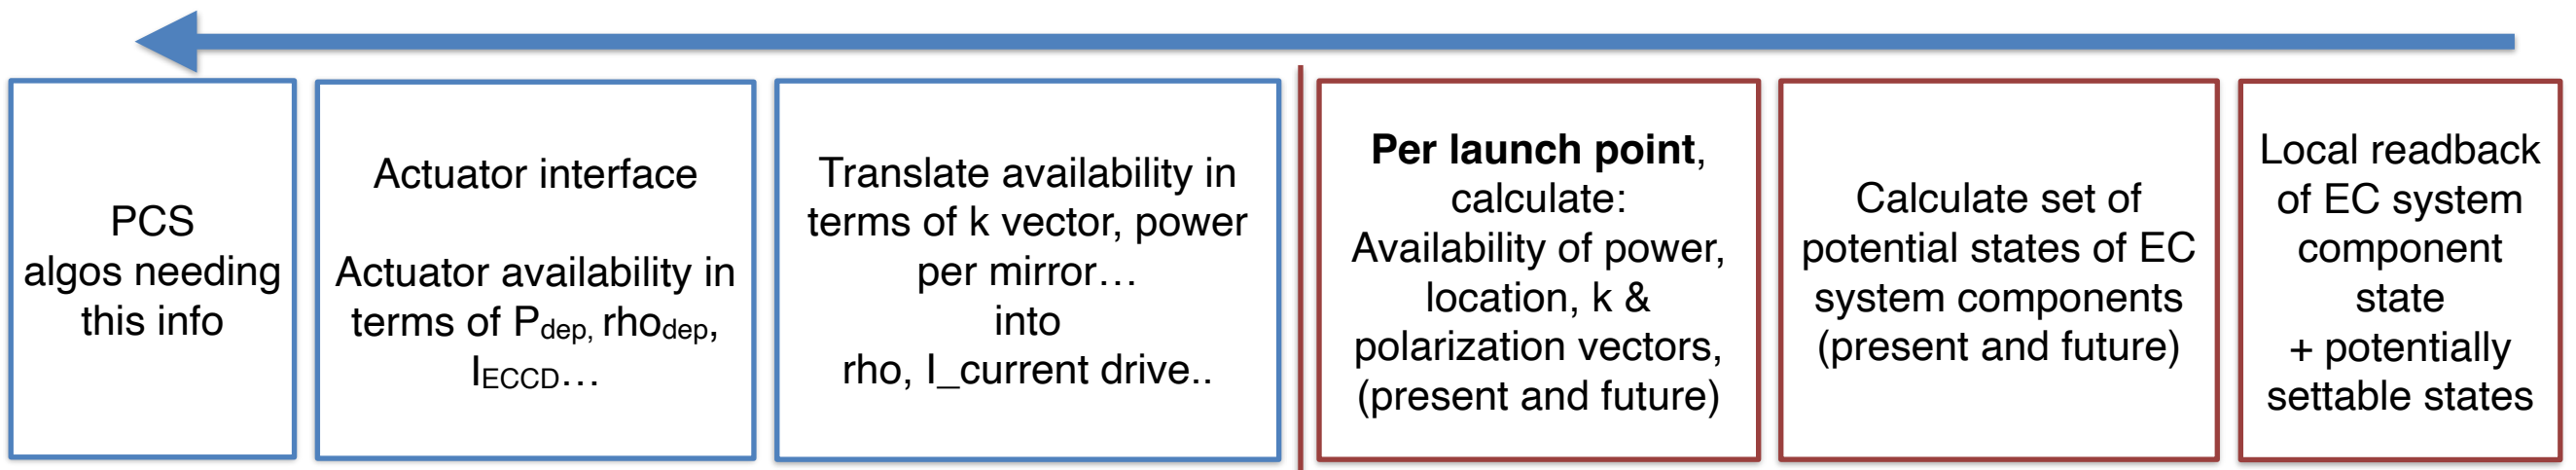 PCS
algos needing
this info
Actuator interface
Actuator availability in
terms of P_dep, rho_dep,
I_ECCD…
Translate availability in
terms of k vector, power
per mirror…
into
rho, I_current drive..
Per launch point,
calculate:
Availability of power,
location, k &
polarization vectors,
(present and future)
Calculate set of
potential states of EC
system components
(present and future)
Local readback
of EC system
component
state
+ potentially
settable states